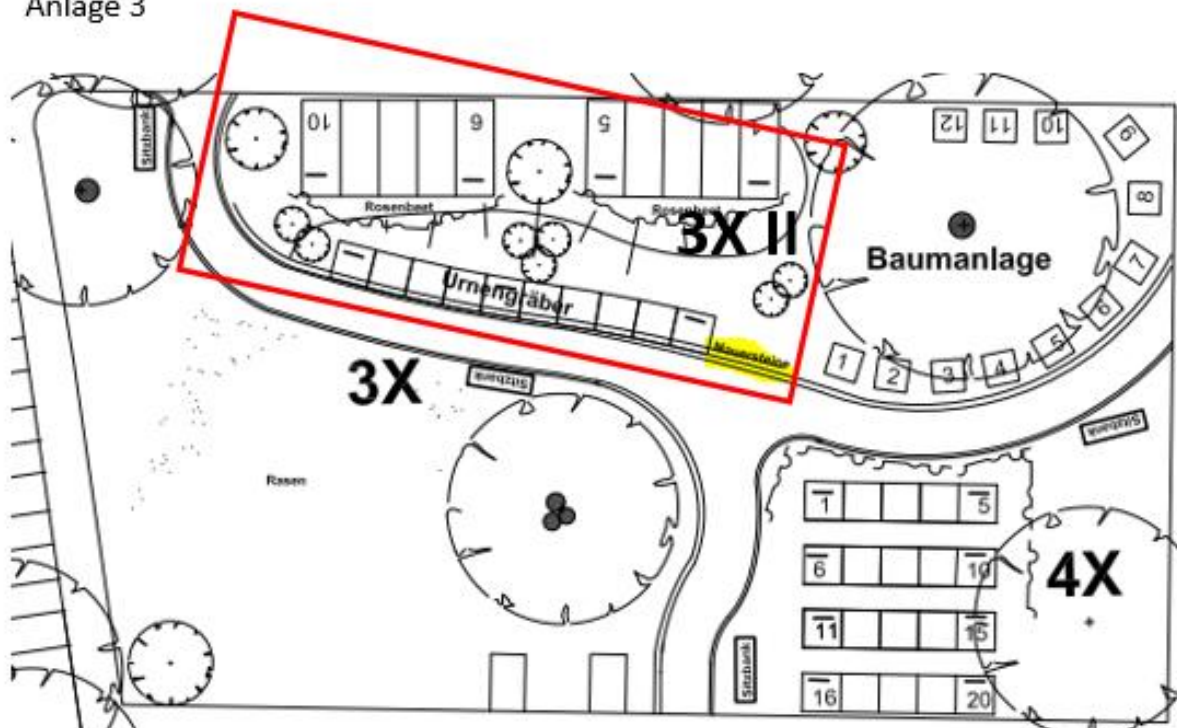 Anlage 3
Sitzbank
10
6
5
12
11
10
9
8
7
6
5
4
3
2
1
Rosenbeet
Rosenbeet
3X II
Baumanlage
Urnengräber
Mauersteine
3X
Sitzbank
Sitzbank
Rasen
1
5
6
10
4X
11
15
Sitzbank
16
20